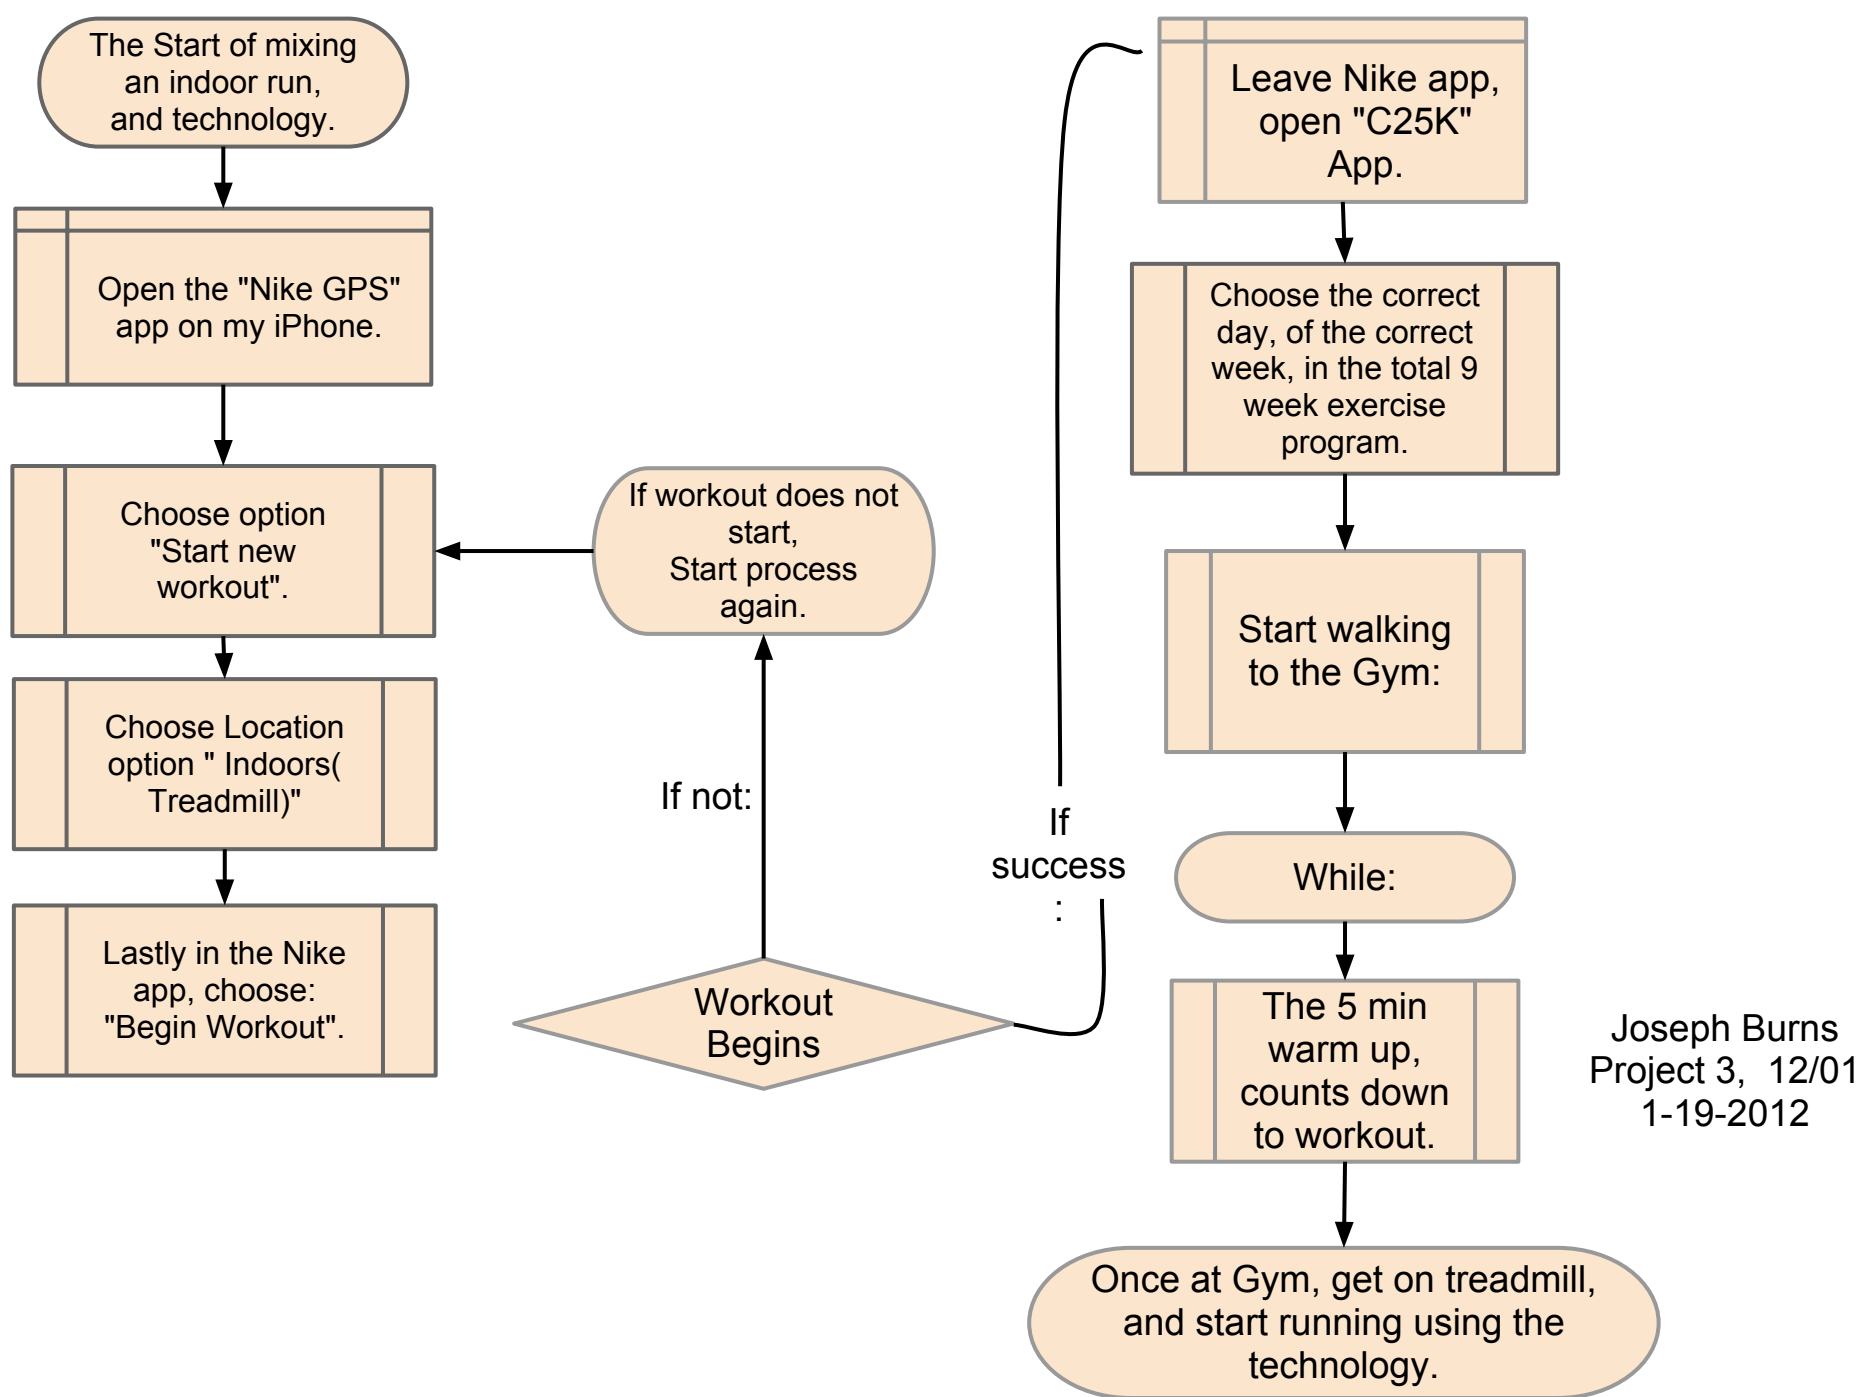 The Start of mixing
an indoor run,
and technology.
Open the "Nike GPS"
app on my iPhone.
Choose option
"Start new
workout".
Choose Location
option " Indoors(
Treadmill)"
Lastly in the Nike
app, choose:
"Begin Workout".
If workout does not
start,
Start process
again.
If not:
Workout
Begins
If
success
:
Leave Nike app,
open "C25K"
App.
Choose the correct
day, of the correct
week, in the total 9
week exercise
program.
Start walking
to the Gym:
While:
The 5 min
warm up,
counts down
to workout.
Once at Gym, get on treadmill,
and start running using the
technology.
Joseph Burns
Project 3,  12/01
1-19-2012